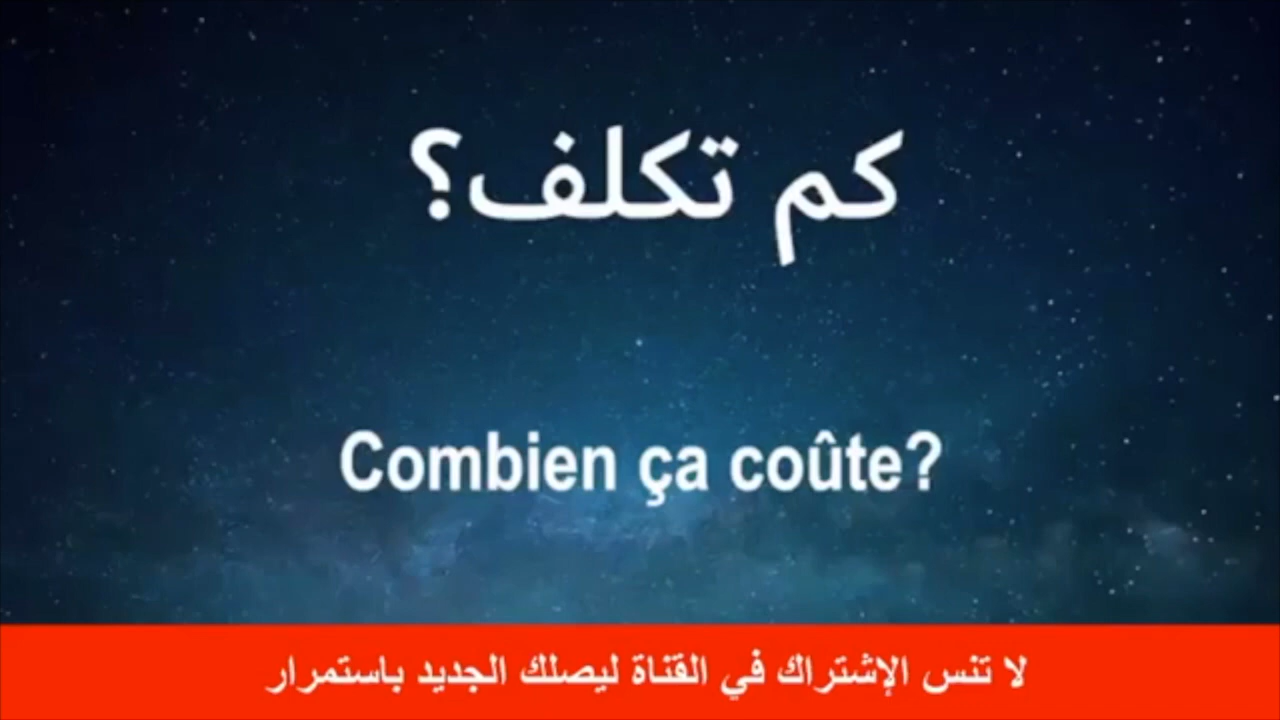 كم تكلف؟
Combien ça coûte?
لا تنس الإشتراك في القناة ليصلك الجديد باستمرار